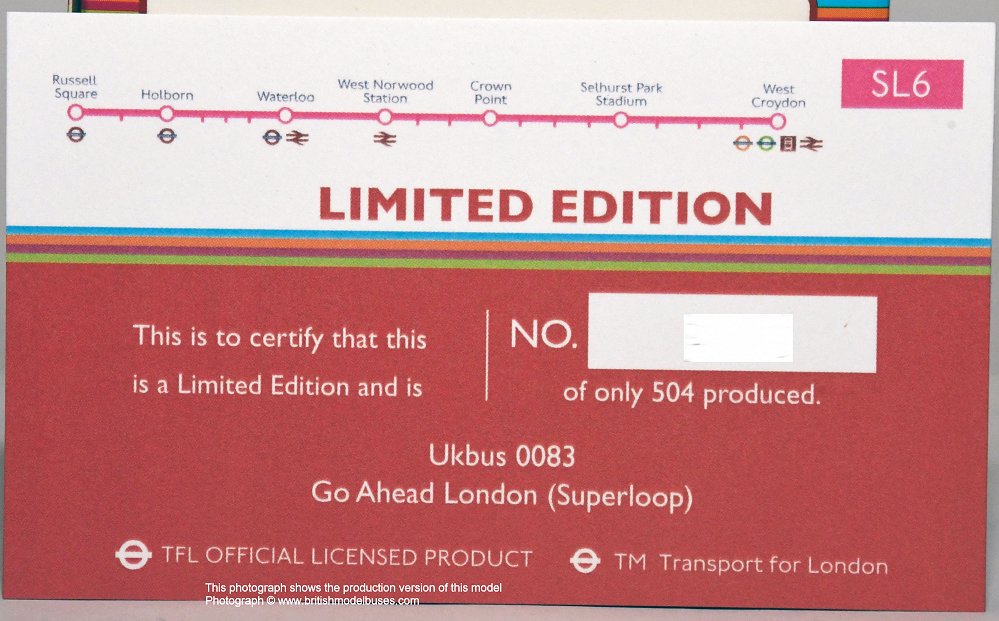 Russell
Square
Holborn
Waterloo
West Norwood
Station
Crown
Point
Selhurst Park
Stadium
West
Croydon
SL6
LIMITED EDITION
This is to certify that this
is a Limited Edition and is
NO.
of only 504 produced.
Ukbus 0083
Go Ahead London (Superloop)
TFL OFFICIAL LICENSED PRODUCT
TM Transport for London
This photograph shows the production version of this model
Photograph © www.britishmodelbuses.com